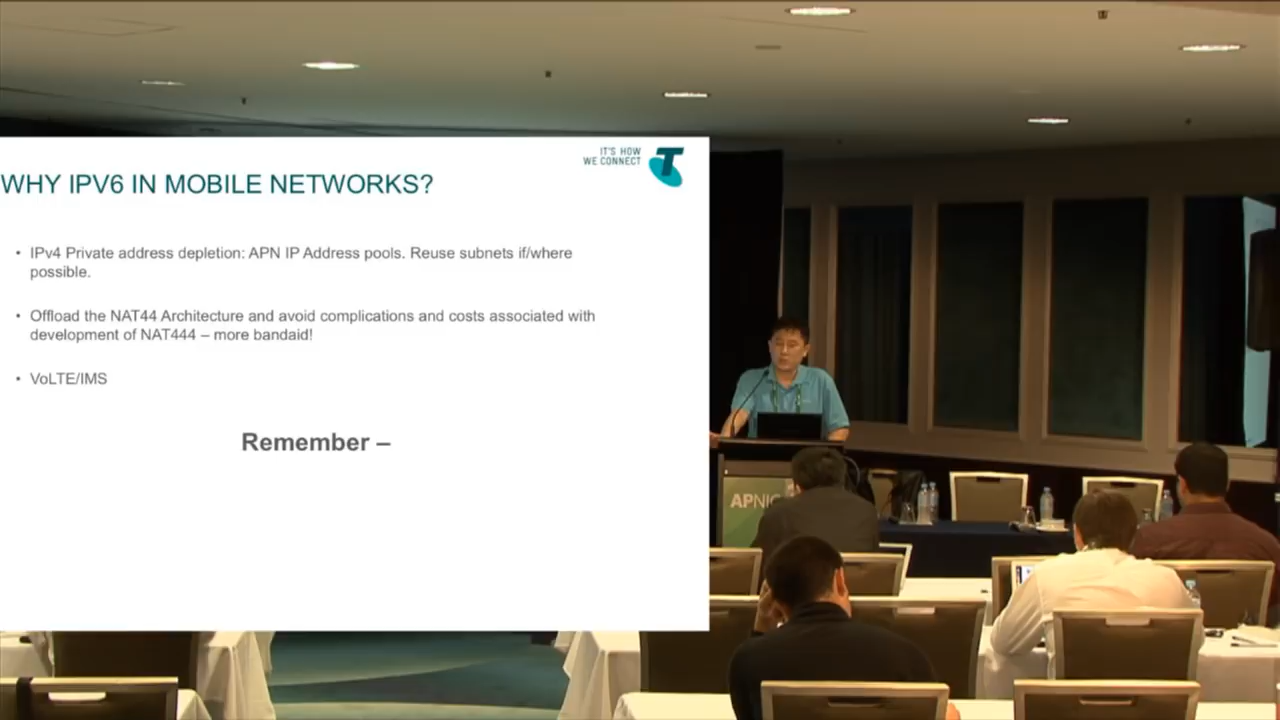 IT'S HOW
WE CONNECT
WHY IPV6 IN MOBILE NETWORKS?
• IPv4 Private address depletion: APN IP Address pools. Reuse subnets if/where
possible.
• Offload the NAT44 Architecture and avoid complications and costs associated with
development of NAT444 – more bandaid!
• VoLTE/IMS
Remember –
APNIC